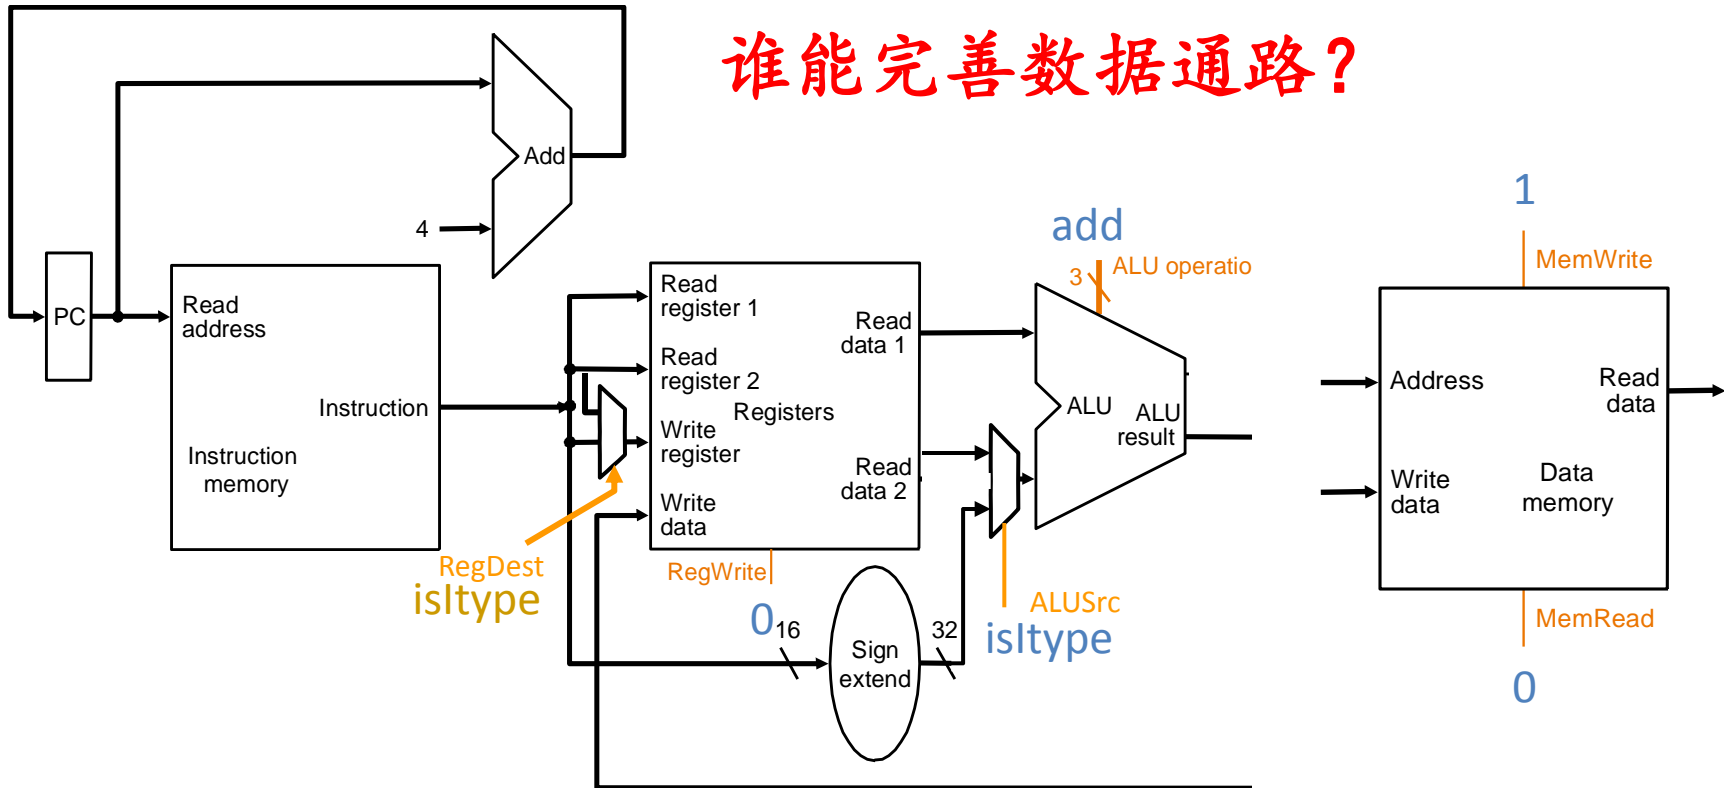 谁能完善数据通路?
Add
4
PC
Read
address
Instruction
Instruction
memory
Read
register 1
Read
register 2
Registers
Write
register
Write
data
Read
data 1
Read
data 2
RegDest
isItype
RegWrite
0
16
Sign
extend
32
add
3
ALU operatio
ALU
ALU
result
ALUSrc
isItype
1
MemWrite
Address
Read
data
Write
data
Data
memory
MemRead
0